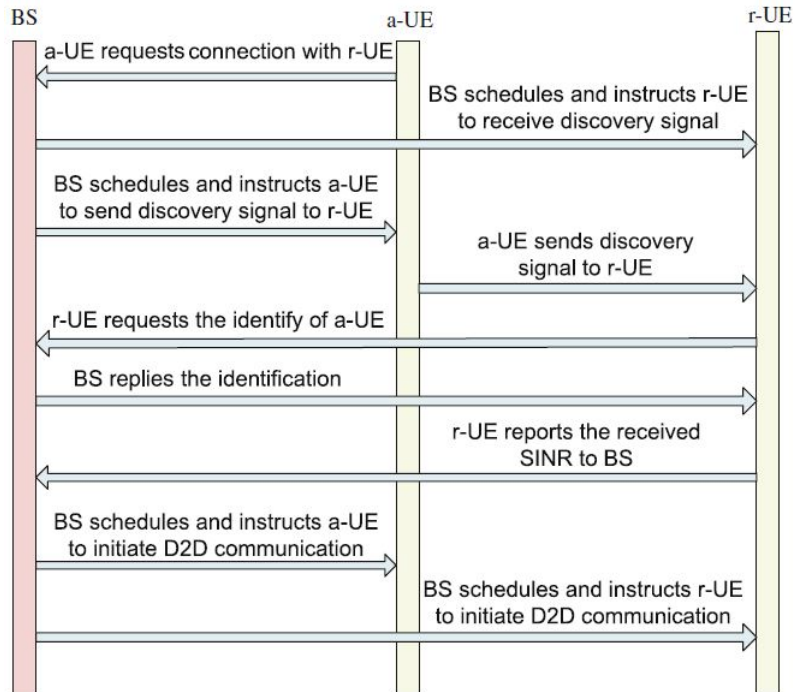 BS
a-UE
r-UE
a-UE requests connection with r-UE
BS schedules and instructs r-UE
to receive discovery signal
BS schedules and instructs a-UE
to send discovery signal to r-UE
a-UE sends discovery
signal to r-UE
r-UE requests the identify of a-UE
BS replies the identification
r-UE reports the received
SINR to BS
BS schedules and instructs a-UE
to initiate D2D communication
BS schedules and instructs r-UE
to initiate D2D communication